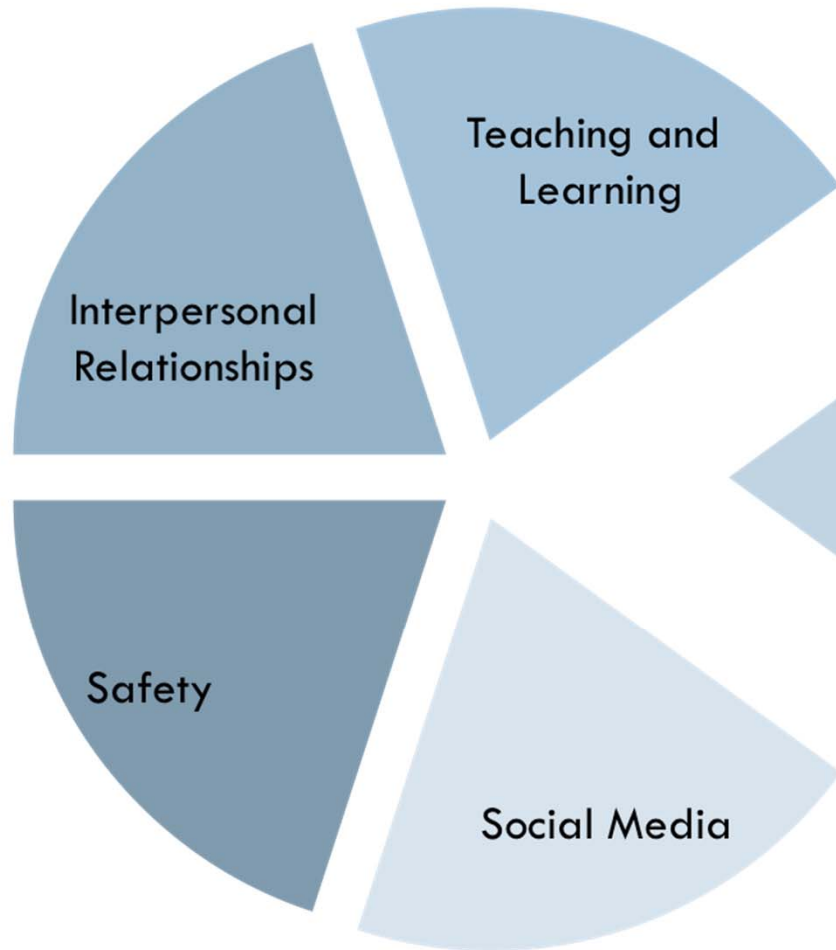 Teaching and
Learning
Interpersonal
Relationships
Safety
Social Media